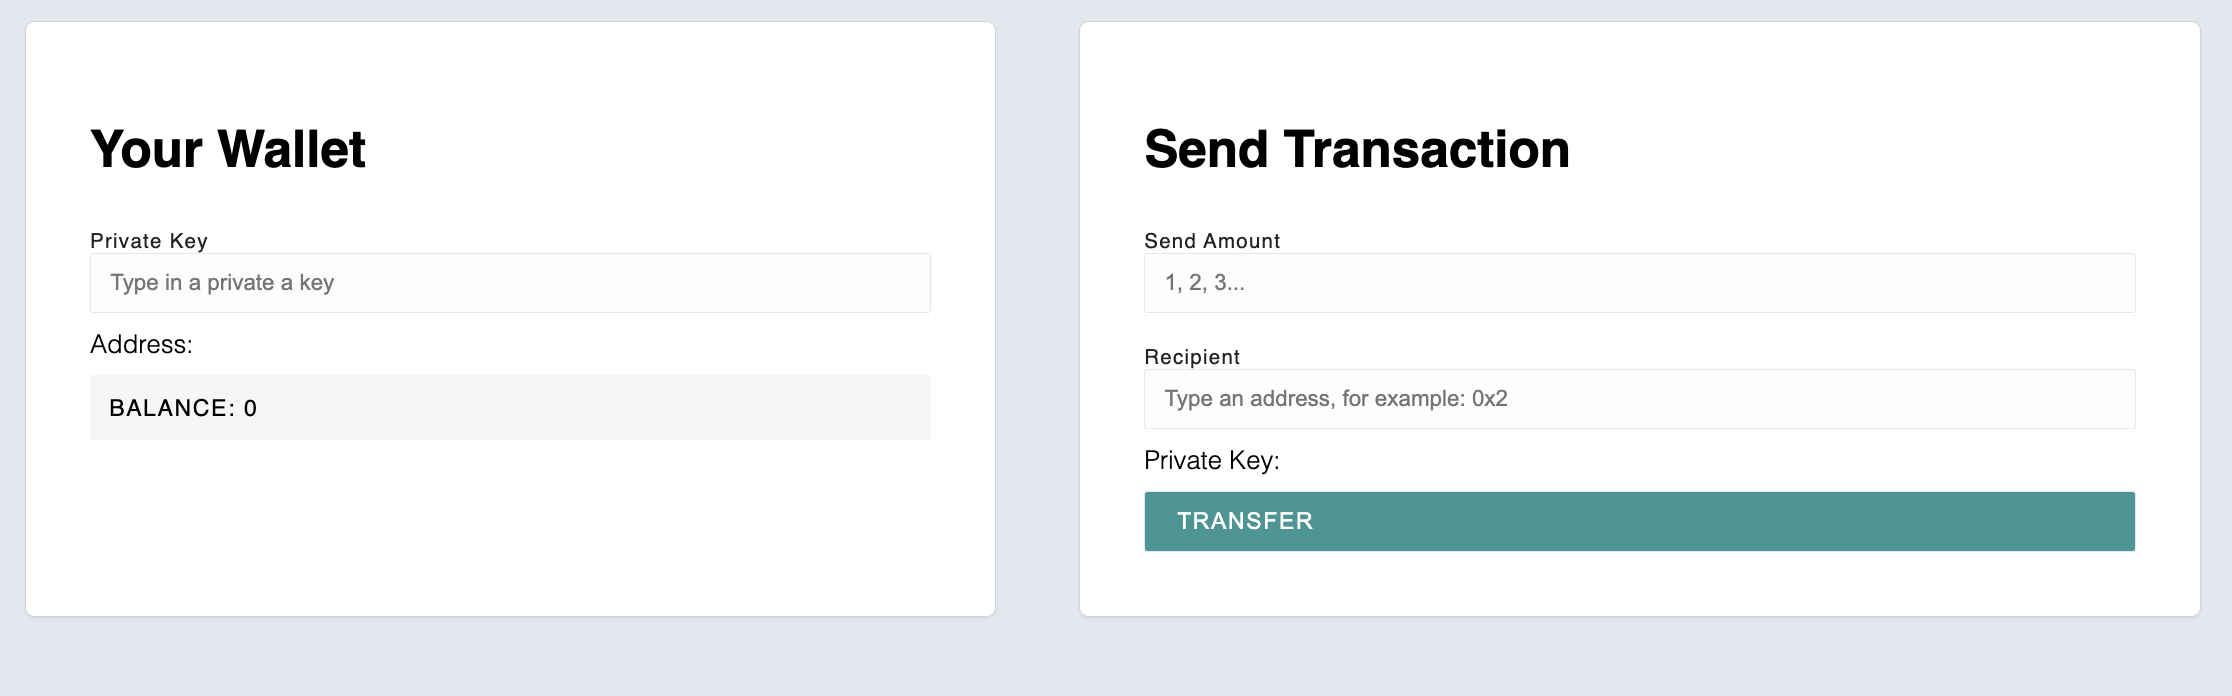 Your Wallet
Private Key
Type in a private a key
Address:
BALANCE: 0
Send Transaction
Send Amount
1, 2, 3...
Recipient
Type an address, for example: 0x2
Private Key:
TRANSFER